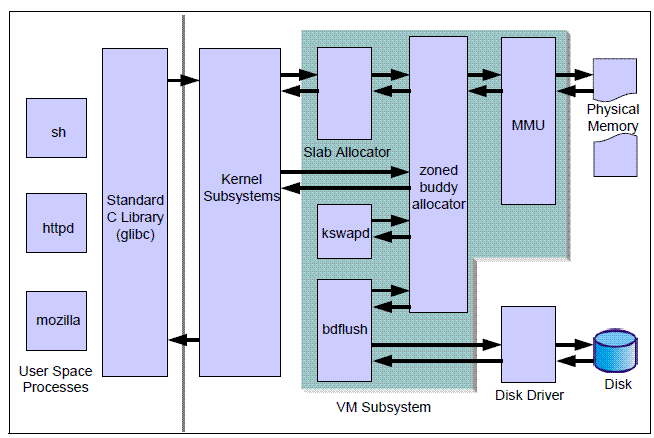 sh
httpd
mozilla
User Space
Processes
Standard
C Library
(glibc)
Kernel
Subsystems
Slab Allocator
kswapd
bdflush
zoned
buddy
allocator
MMU
Physical
Memory
Disk Driver
Disk
VM Subsystem